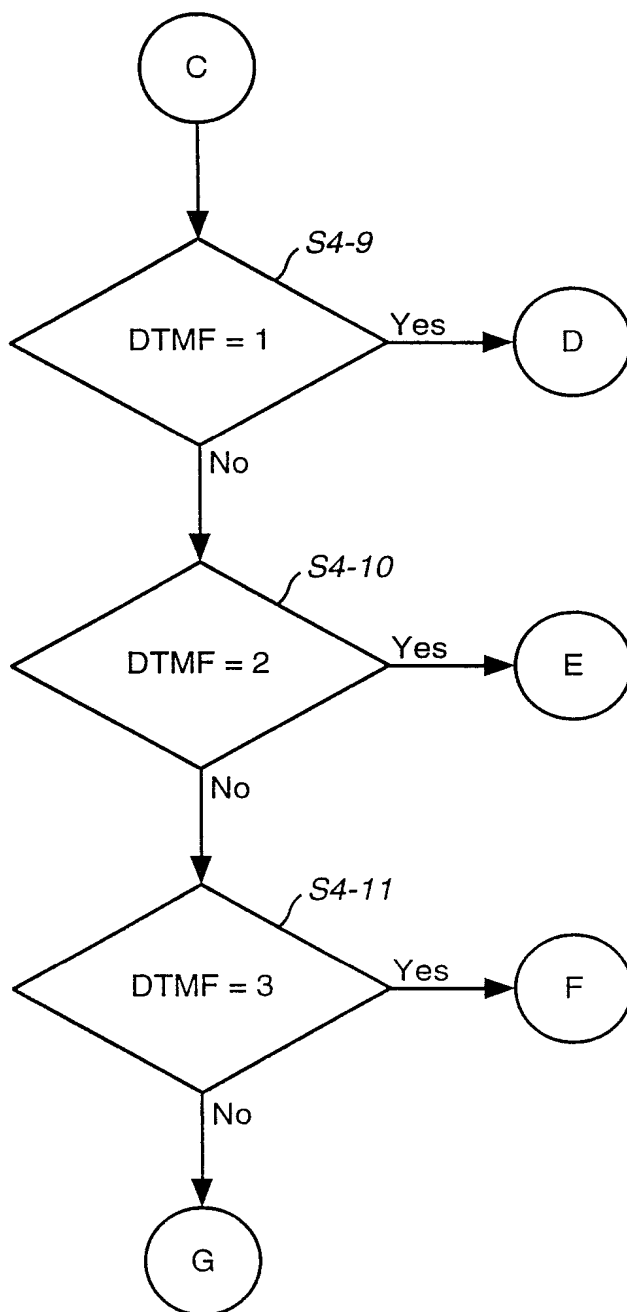 C
S4-9
DTMF = 1
Yes
D
No
S4-10
DTMF = 2
Yes
E
No
S4-11
DTMF = 3
Yes
F
No
G